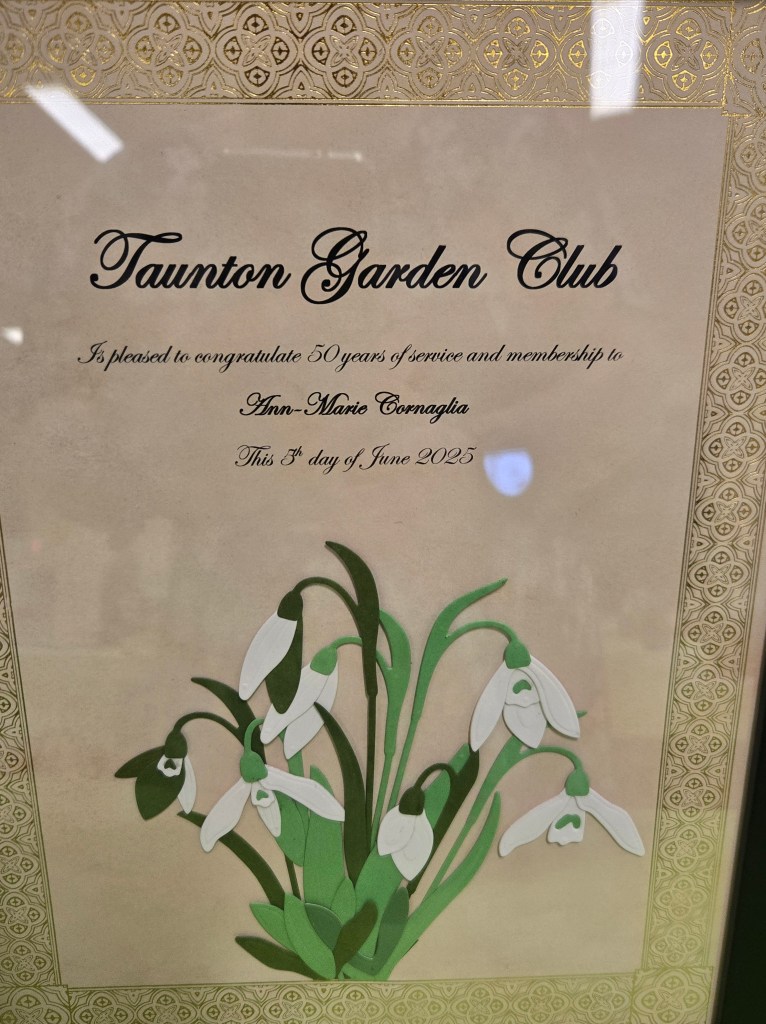 Taunton Garden Club
Is pleased to congratulate 50 years of service and membership to
Ann-Marie Cornaglia
This 5th day of June 2025